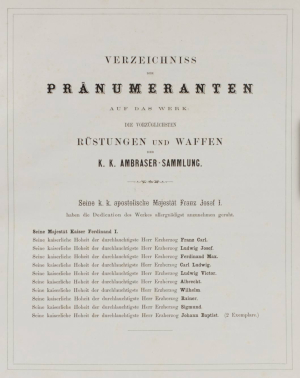 VERZEICHNISS
DER
PRÄNUMERANTEN
AUF DAS WERK
DER VORZÜGLICHSTEN
RÜSTUNGEN UND WAFFEN
DER
K. K. AMBRASER-SAMMLUNG.
Seine k. k. apostolische Majestät Franz Josef I.
haben die Dedication des Werkes allergnädigst anzunehmen geruht.
Seine Majestät Kaiser Ferdinand I.
Seine kaiserliche Hoheit der durchlauchtigste Herr Erzherzog Franz Carl.
Seine kaiserliche Hoheit der durchlauchtigste Herr Erzherzog Ludwig Josef.
Seine kaiserliche Hoheit der durchlauchtigste Herr Erzherzog Ferdinand Max.
Seine kaiserliche Hoheit der durchlauchtigste Herr Erzherzog Carl Ludwig.
Seine kaiserliche Hoheit der durchlauchtigste Herr Erzherzog Ludwig Victor.
Seine kaiserliche Hoheit der durchlauchtigste Herr Erzherzog Albrecht.
Seine kaiserliche Hoheit der durchlauchtigste Herr Erzherzog Wilhelm.
Seine kaiserliche Hoheit der durchlauchtigste Herr Erzherzog Rainer.
Seine kaiserliche Hoheit der durchlauchtigste Herr Erzherzog Sigmund.
Seine kaiserliche Hoheit der durchlauchtigste Herr Erzherzog Johann Baptist. (2 Exemplare.)